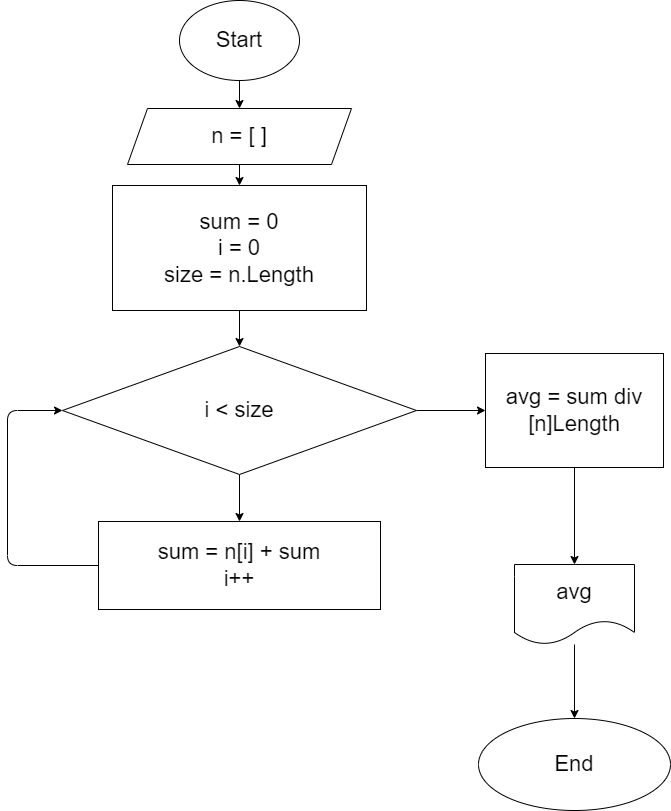 Start
n = [ ]
sum = 0
i = 0
size = n.Length
i < size
sum = n[i] + sum
i++
avg = sum div
[n]Length
avg
End